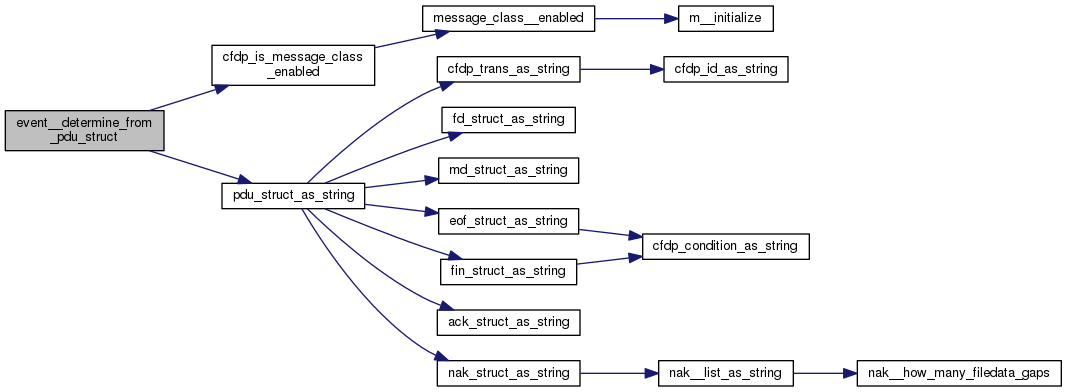 message_class__enabled
m__initialize
cfdp_is_message_class
_enabled
cfdp_trans_as_string
cfdp_id_as_string
event__determine_from
_pdu_struct
fd_struct_as_string
md_struct_as_string
pdu_struct_as_string
eof_struct_as_string
cfdp_condition_as_string
fin_struct_as_string
ack_struct_as_string
nak_struct_as_string
nak__list_as_string
nak__how_many_filedata_gaps